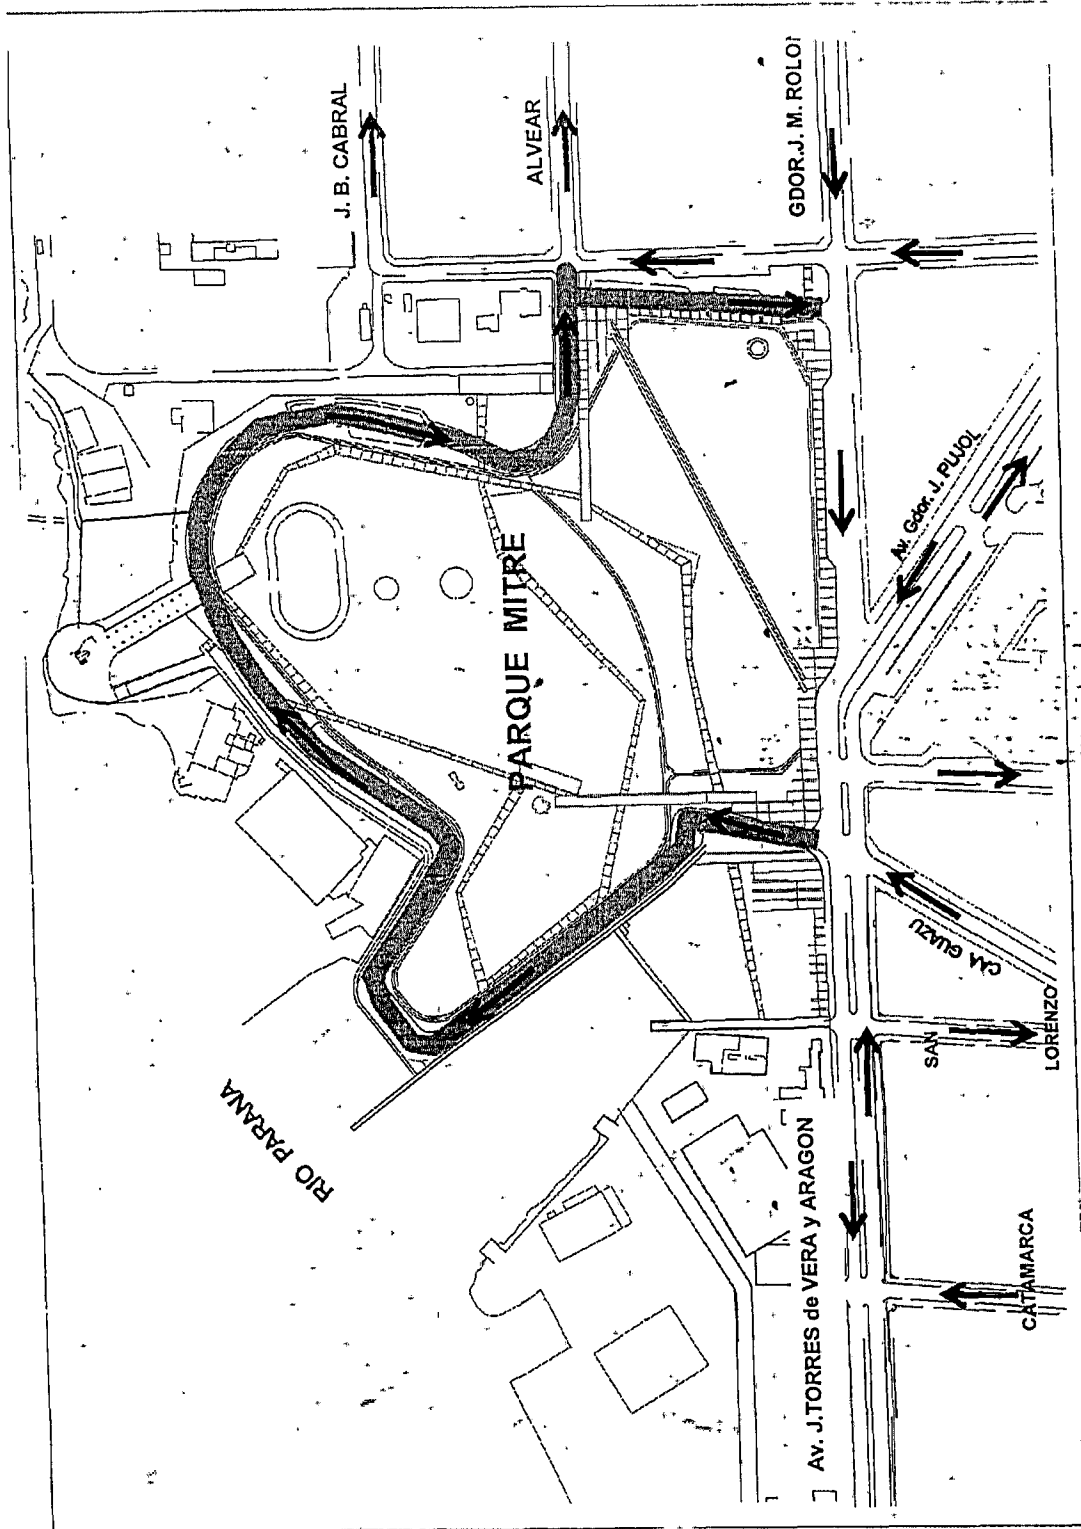 J. B. CABRAL
ALVEAR
GDOR.J. M. ROLO
PARQUE MITRE
Av. Gdor. J. PUJOL
CAA GUAZU
SAN
LORENZO
RIO PARANA
Av. J.TORRES de VERA y ARAGON
CATAMARCA